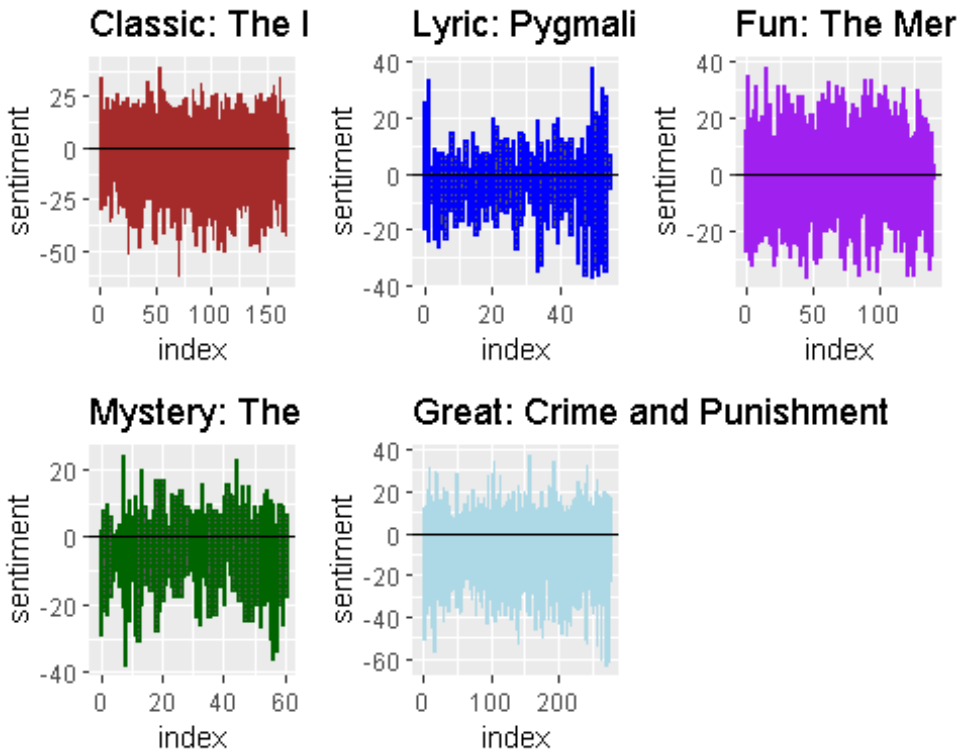 Classic: The I
sentiment
25
0
-25
-50
0 50 100 150
index
Lyric: Pygmali
sentiment
40
20
0
-20
-40
0 20 40
index
Fun: The Mer
sentiment
40
20
0
-20
0 50 100
index
Mystery: The
sentiment
20
0
-20
-40
0 20 40 60
index
Great: Crime and Punishment
sentiment
40
20
0
-20
-40
-60
0 100 200
index